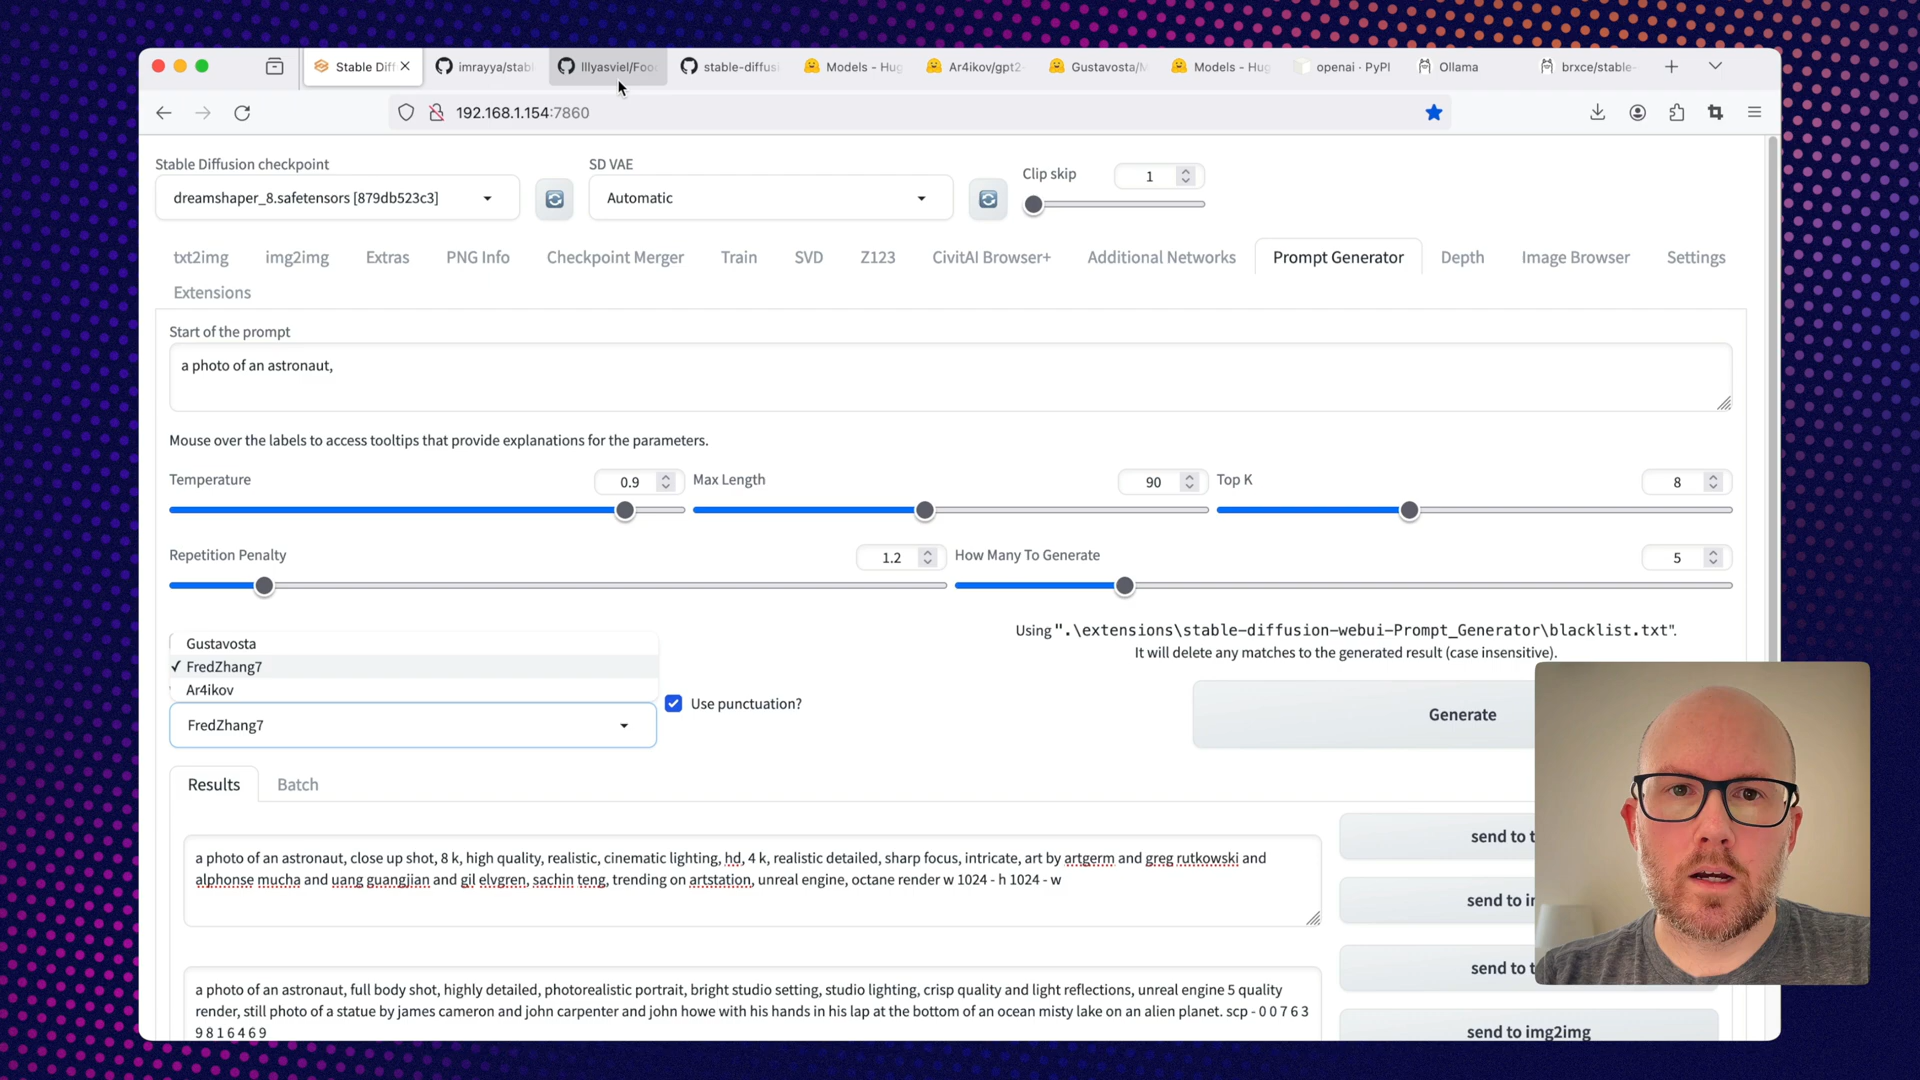 Stable Diff
imrayya/stabl
lllyasviel/Foo
stable-diffusi
Models - Hug
Ar4ikov/gpt2-
Gustavosta/M
Models - Hug
openai · PyPI
Ollama
brxce/stable-
192.168.1.154:7860
Stable Diffusion checkpoint
SD VAE
Clip skip
1
dreamshaper_8.safetensors [879db523c3]
Automatic
txt2img
img2img
Extras
PNG Info
Checkpoint Merger
Train
SVD
Z123
CivitAI Browser+
Additional Networks
Prompt Generator
Depth
Image Browser
Settings
Extensions
Start of the prompt
a photo of an astronaut,
Mouse over the labels to access tooltips that provide explanations for the parameters.
Temperature
0.9
Max Length
90
Top K
8
Repetition Penalty
1.2
How Many To Generate
5
Gustavosta
FredZhang7
Ar4ikov
FredZhang7
Use punctuation?
Using ".\extensions\stable-diffusion-webui-Prompt_Generator\blacklist.txt".
It will delete any matches to the generated result (case insensitive).
Generate
Results
Batch
a photo of an astronaut, close up shot, 8 k, high quality, realistic, cinematic lighting, hd, 4 k, realistic detailed, sharp focus, intricate, art by artgerm and greg rutkowski and
alphonse mucha and uang guangjian and gil elvgren, sachin teng, trending on artstation, unreal engine, octane render w 1024 - h 1024 - w
send to t
send to i
a photo of an astronaut, full body shot, highly detailed, photorealistic portrait, bright studio setting, studio lighting, crisp quality and light reflections, unreal engine 5 quality
render, still photo of a statue by james cameron and john carpenter and john howe with his hands in his lap at the bottom of an ocean misty lake on an alien planet. scp - 0 0 7 6 3
9 8 1 6 4 6 9
send to t
send to img2img